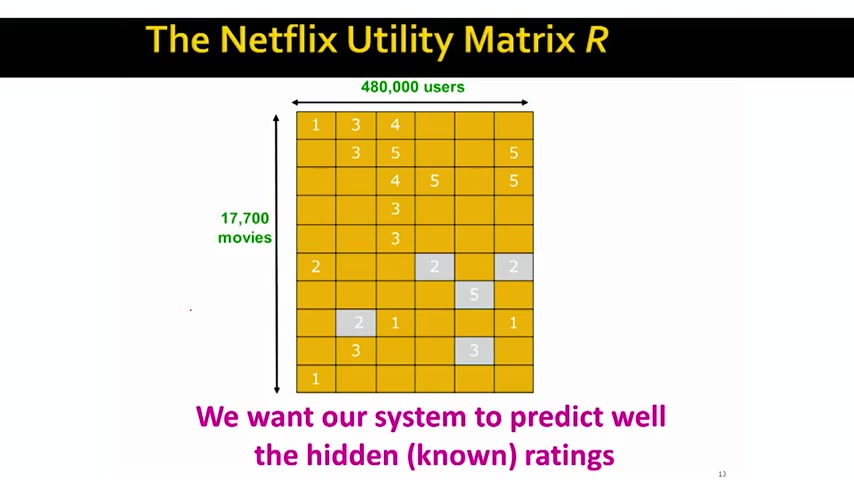 The Netflix Utility Matrix R
480,000 users
17,700
movies
1 3 4
3 5 5
4 5 5
3
3
2 2 2
5
2 1 1
3 3
1
We want our system to predict well
the hidden (known) ratings
13